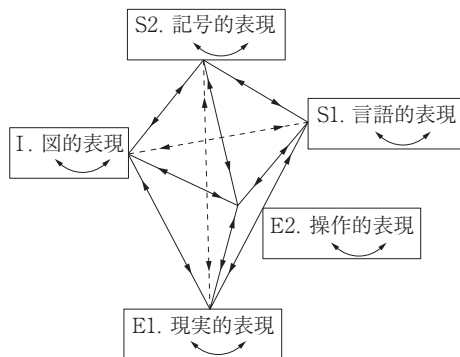 S2. 記号的表現
S1. 言語的表現
I. 図的表現
E2. 操作的表現
E1. 現実的表現